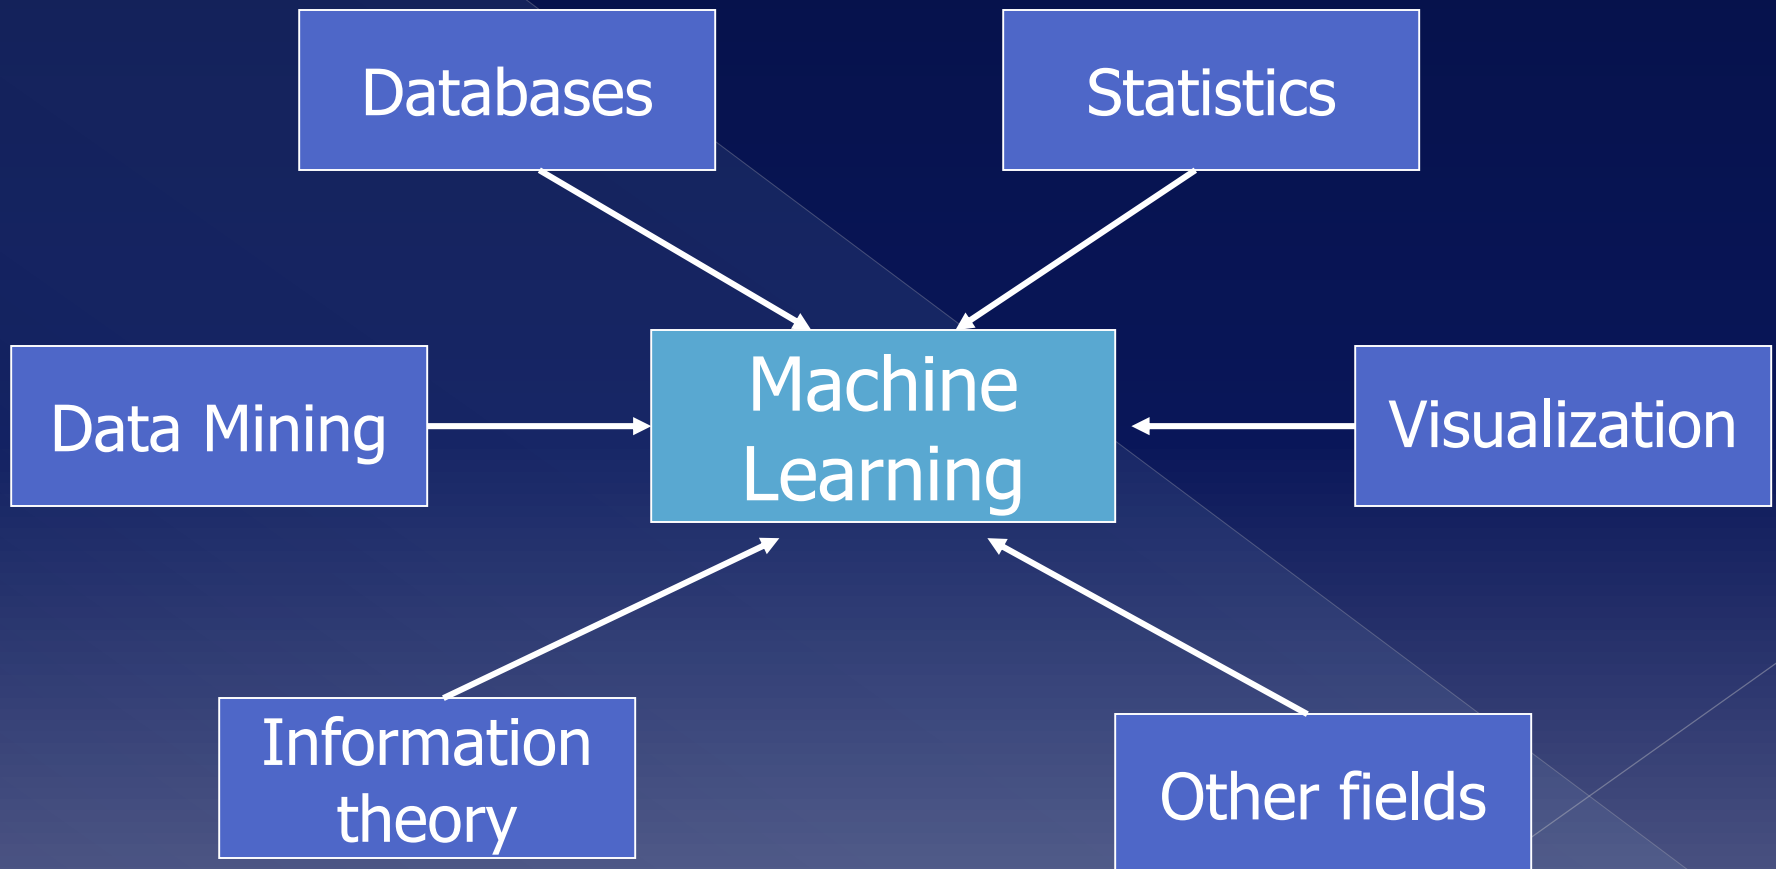 Databases
Statistics
Machine
Learning
Data Mining
Visualization
Information
theory
Other fields